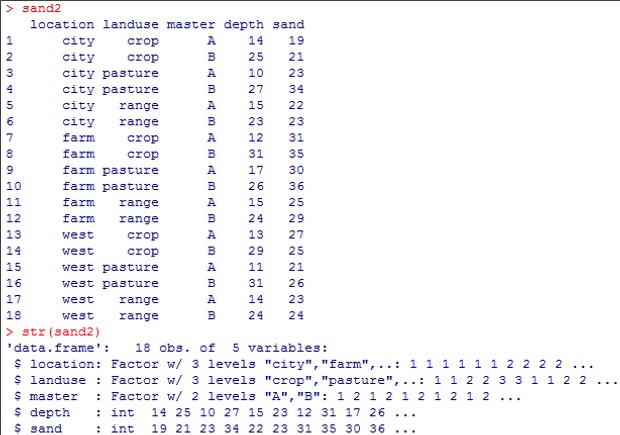 > sand2
   location landuse master depth sand
1      city    crop      A    14   19
2      city    crop      B    25   21
3      city pasture      A    10   23
4      city pasture      B    27   34
5      city   range      A    15   22
6      city   range      B    23   23
7      farm    crop      A    12   31
8      farm    crop      B    31   35
9      farm pasture      A    17   30
10     farm pasture      B    26   36
11     farm   range      A    15   25
12     farm   range      B    24   29
13     west    crop      A    13   27
14     west    crop      B    29   25
15     west pasture      A    11   21
16     west pasture      B    31   26
17     west   range      A    14   23
18     west   range      B    24   24
> str(sand2)
'data.frame':   18 obs. of  5 variables:
 $ location: Factor w/ 3 levels "city","farm",..: 1 1 1 1 1 1 2 2 2 2 ...
 $ landuse : Factor w/ 3 levels "crop","pasture",..: 1 1 2 2 3 3 1 1 2 2 ...
 $ master  : Factor w/ 2 levels "A","B": 1 2 1 2 1 2 1 2 1 2 ...
 $ depth   : int  14 25 10 27 15 23 12 31 17 26 ...
 $ sand    : int  19 21 23 34 22 23 31 35 30 36 ...